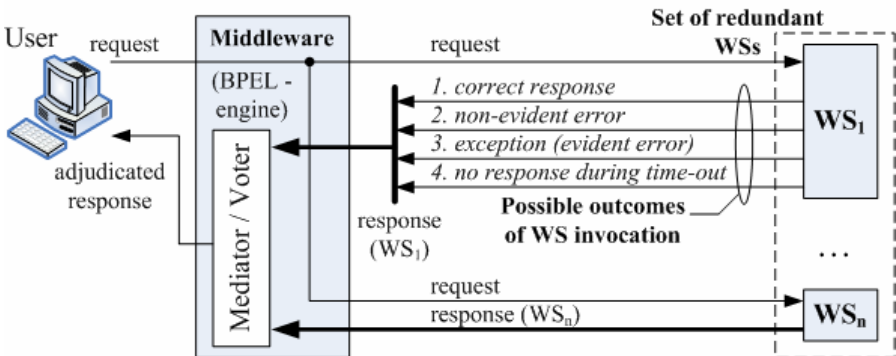 User
request
Middleware
(BPEL -
engine)
Mediator / Voter
adjudicated
response
request
Set of redundant
WSs
1. correct response
2. non-evident error
3. exception (evident error)
4. no response during time-out
Possible outcomes
of WS invocation
response
(WS₁)
WS₁
...
request
response (WSₙ)
WSₙ